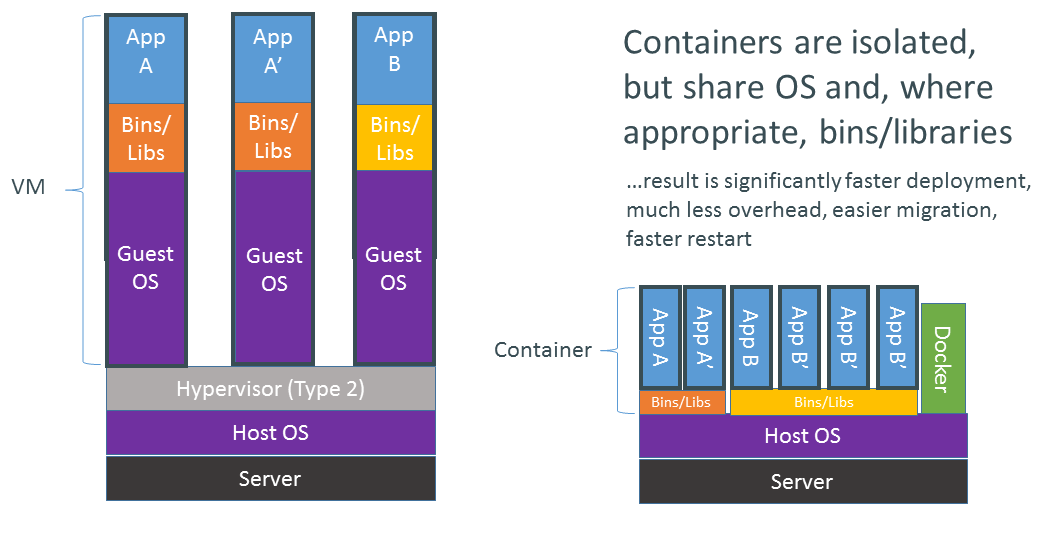 App
A
App
A’
App
B
Bins/
Libs
Bins/
Libs
Bins/
Libs
VM
Guest
OS
Guest
OS
Guest
OS
Hypervisor (Type 2)
Host OS
Server
Containers are isolated,
but share OS and, where
appropriate, bins/libraries
…result is significantly faster deployment,
much less overhead, easier migration,
faster restart
Container
App A
App A’
App B
App B’
App B’
App B’
Docker
Bins/Libs
Bins/Libs
Host OS
Server